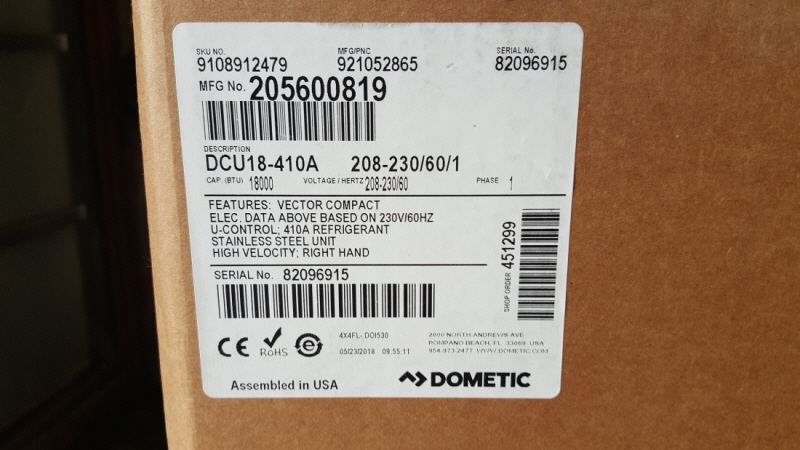 SKU NO. MFG/PNC SERIAL No.
9108912479 921052865 82096915
MFG No. 205600819
DESCRIPTION
DCU18-410A 208-230/60/1
CAP. (BTU) 18000 VOLTAGE / HERTZ 208-230/60 PHASE 1
FEATURES: VECTOR COMPACT
ELEC. DATA ABOVE BASED ON 230V/60HZ
U-CONTROL; 410A REFRIGERANT
STAINLESS STEEL UNIT
HIGH VELOCITY; RIGHT HAND
SHOP ORDER 451299
SERIAL No. 82096915
CE RoHS e
4X4FL- DOI530
05/23/2018 09.55.11
2000 NORTH ANDREWS AVE
POMPANO BEACH, FL 33069 USA
954-973-2477 WWW.DOMETIC.COM
Assembled in USA
DOMETIC